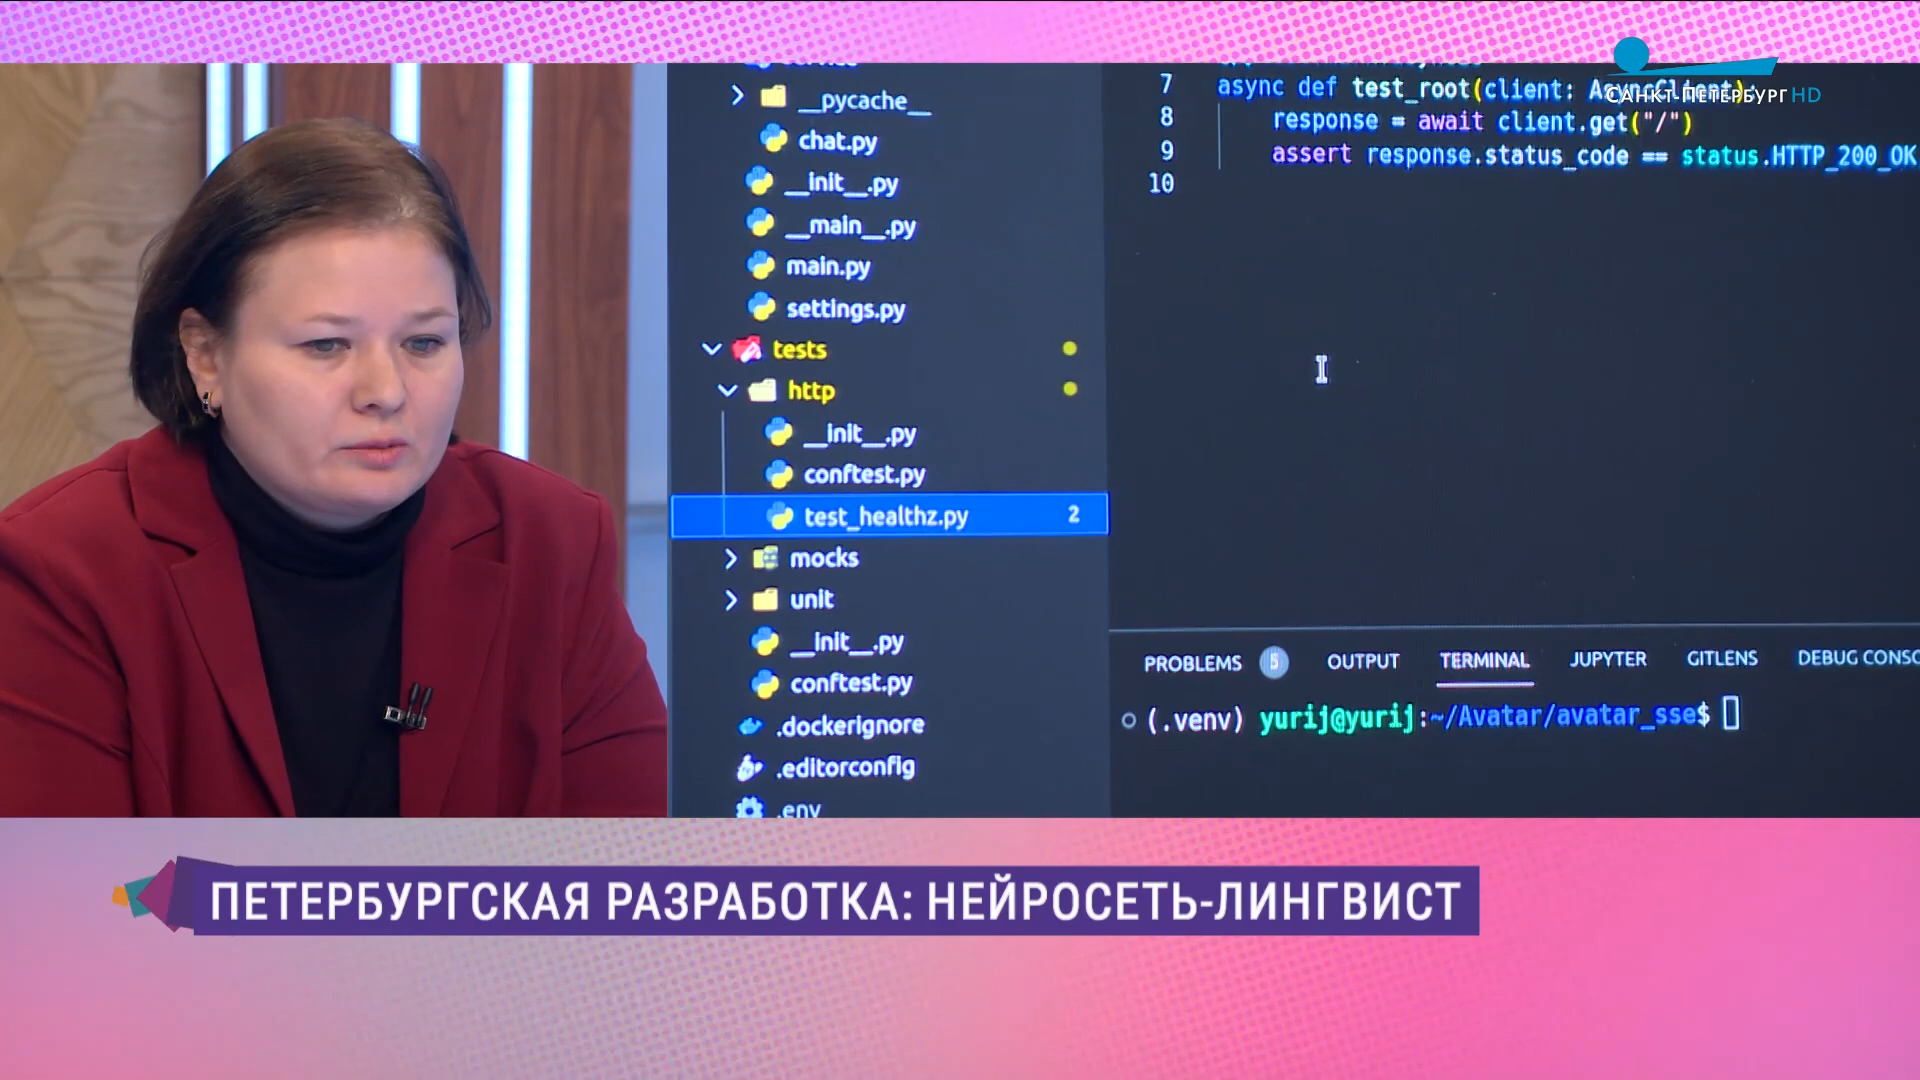 __pycache__
chat.py
__init__.py
__main__.py
main.py
settings.py
tests
http
__init__.py
conftest.py
test_healthz.py 2
mocks
unit
__init__.py
conftest.py
.dockerignore
.editorconfig
.env
7 async def test_root(client: AsyncClient):
8 response = await client.get("/")
9 assert response.status_code == status.HTTP_200_OK
10
САНКТ-ПЕТЕРБУРГ HD
PROBLEMS 5 OUTPUT TERMINAL JUPYTER GITLENS DEBUG CONSO
(.venv) yurij@yurij:~/Avatar/avatar_sse$
ПЕТЕРБУРГСКАЯ РАЗРАБОТКА: НЕЙРОСЕТЬ-ЛИНГВИСТ